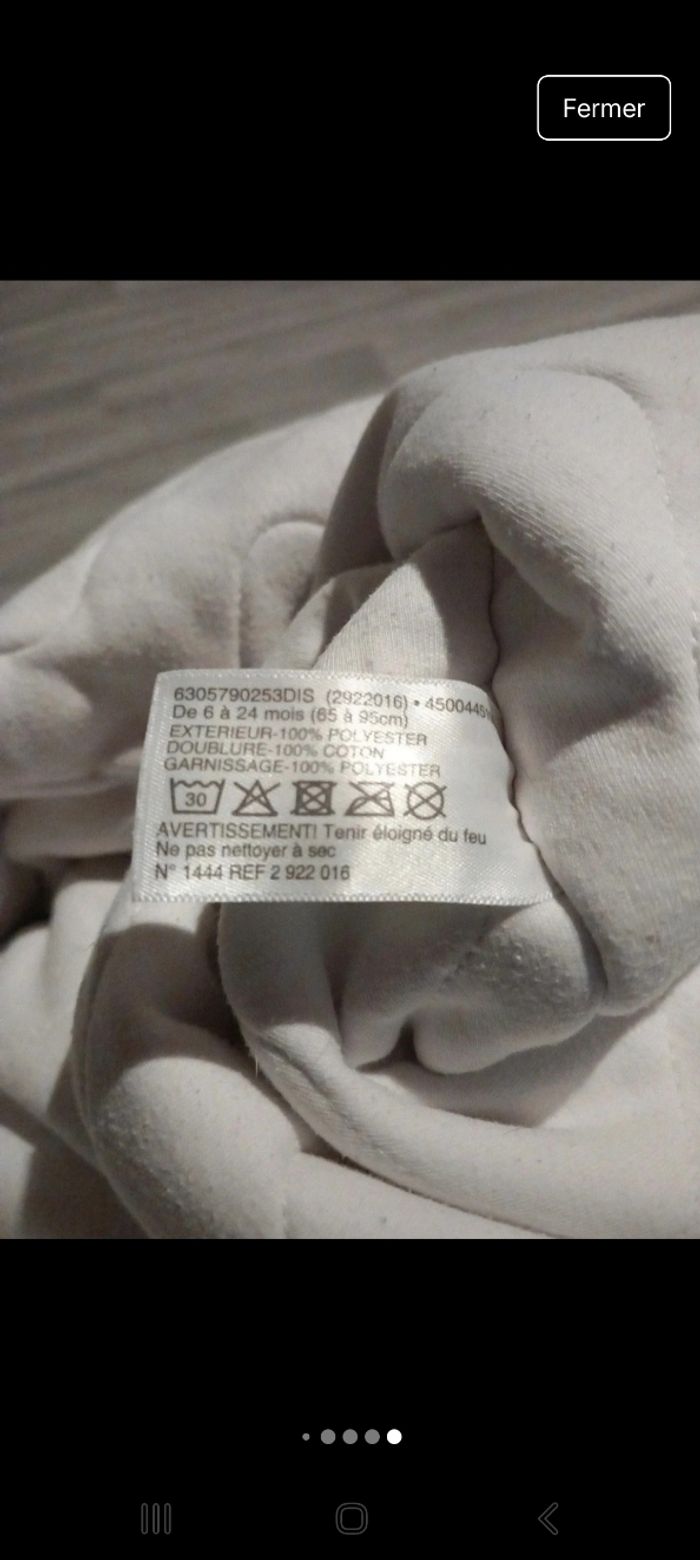 Fermer
6305790253DIS (2922016) • 450044
De 6 à 24 mois (65 à 95cm)
EXTERIEUR-100% POLYESTER
DOUBLURE-100% COTON
GARNISSAGE-100% POLYESTER
30
AVERTISSEMENT! Tenir éloigné du feu
Ne pas nettoyer à sec
N° 1444 REF 2 922 016